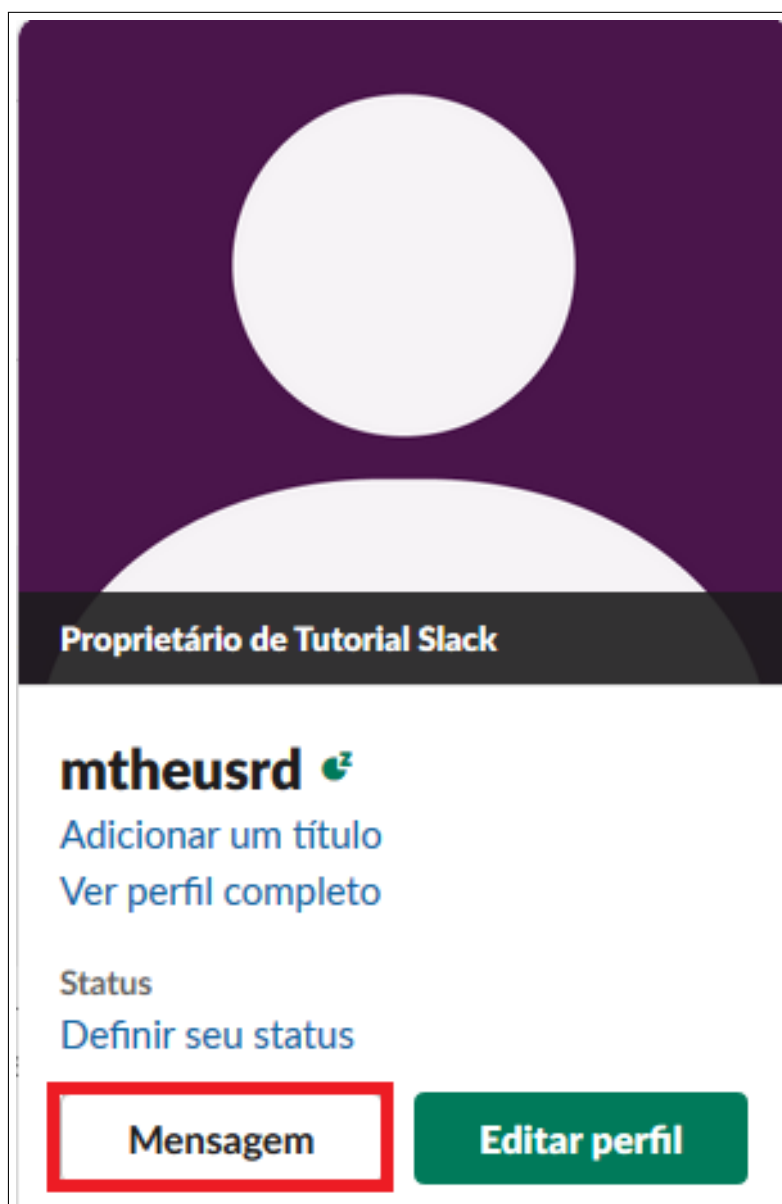 Proprietário de Tutorial Slack
mtheusrd
Adicionar um título
Ver perfil completo
Status
Definir seu status
Mensagem
Editar perfil